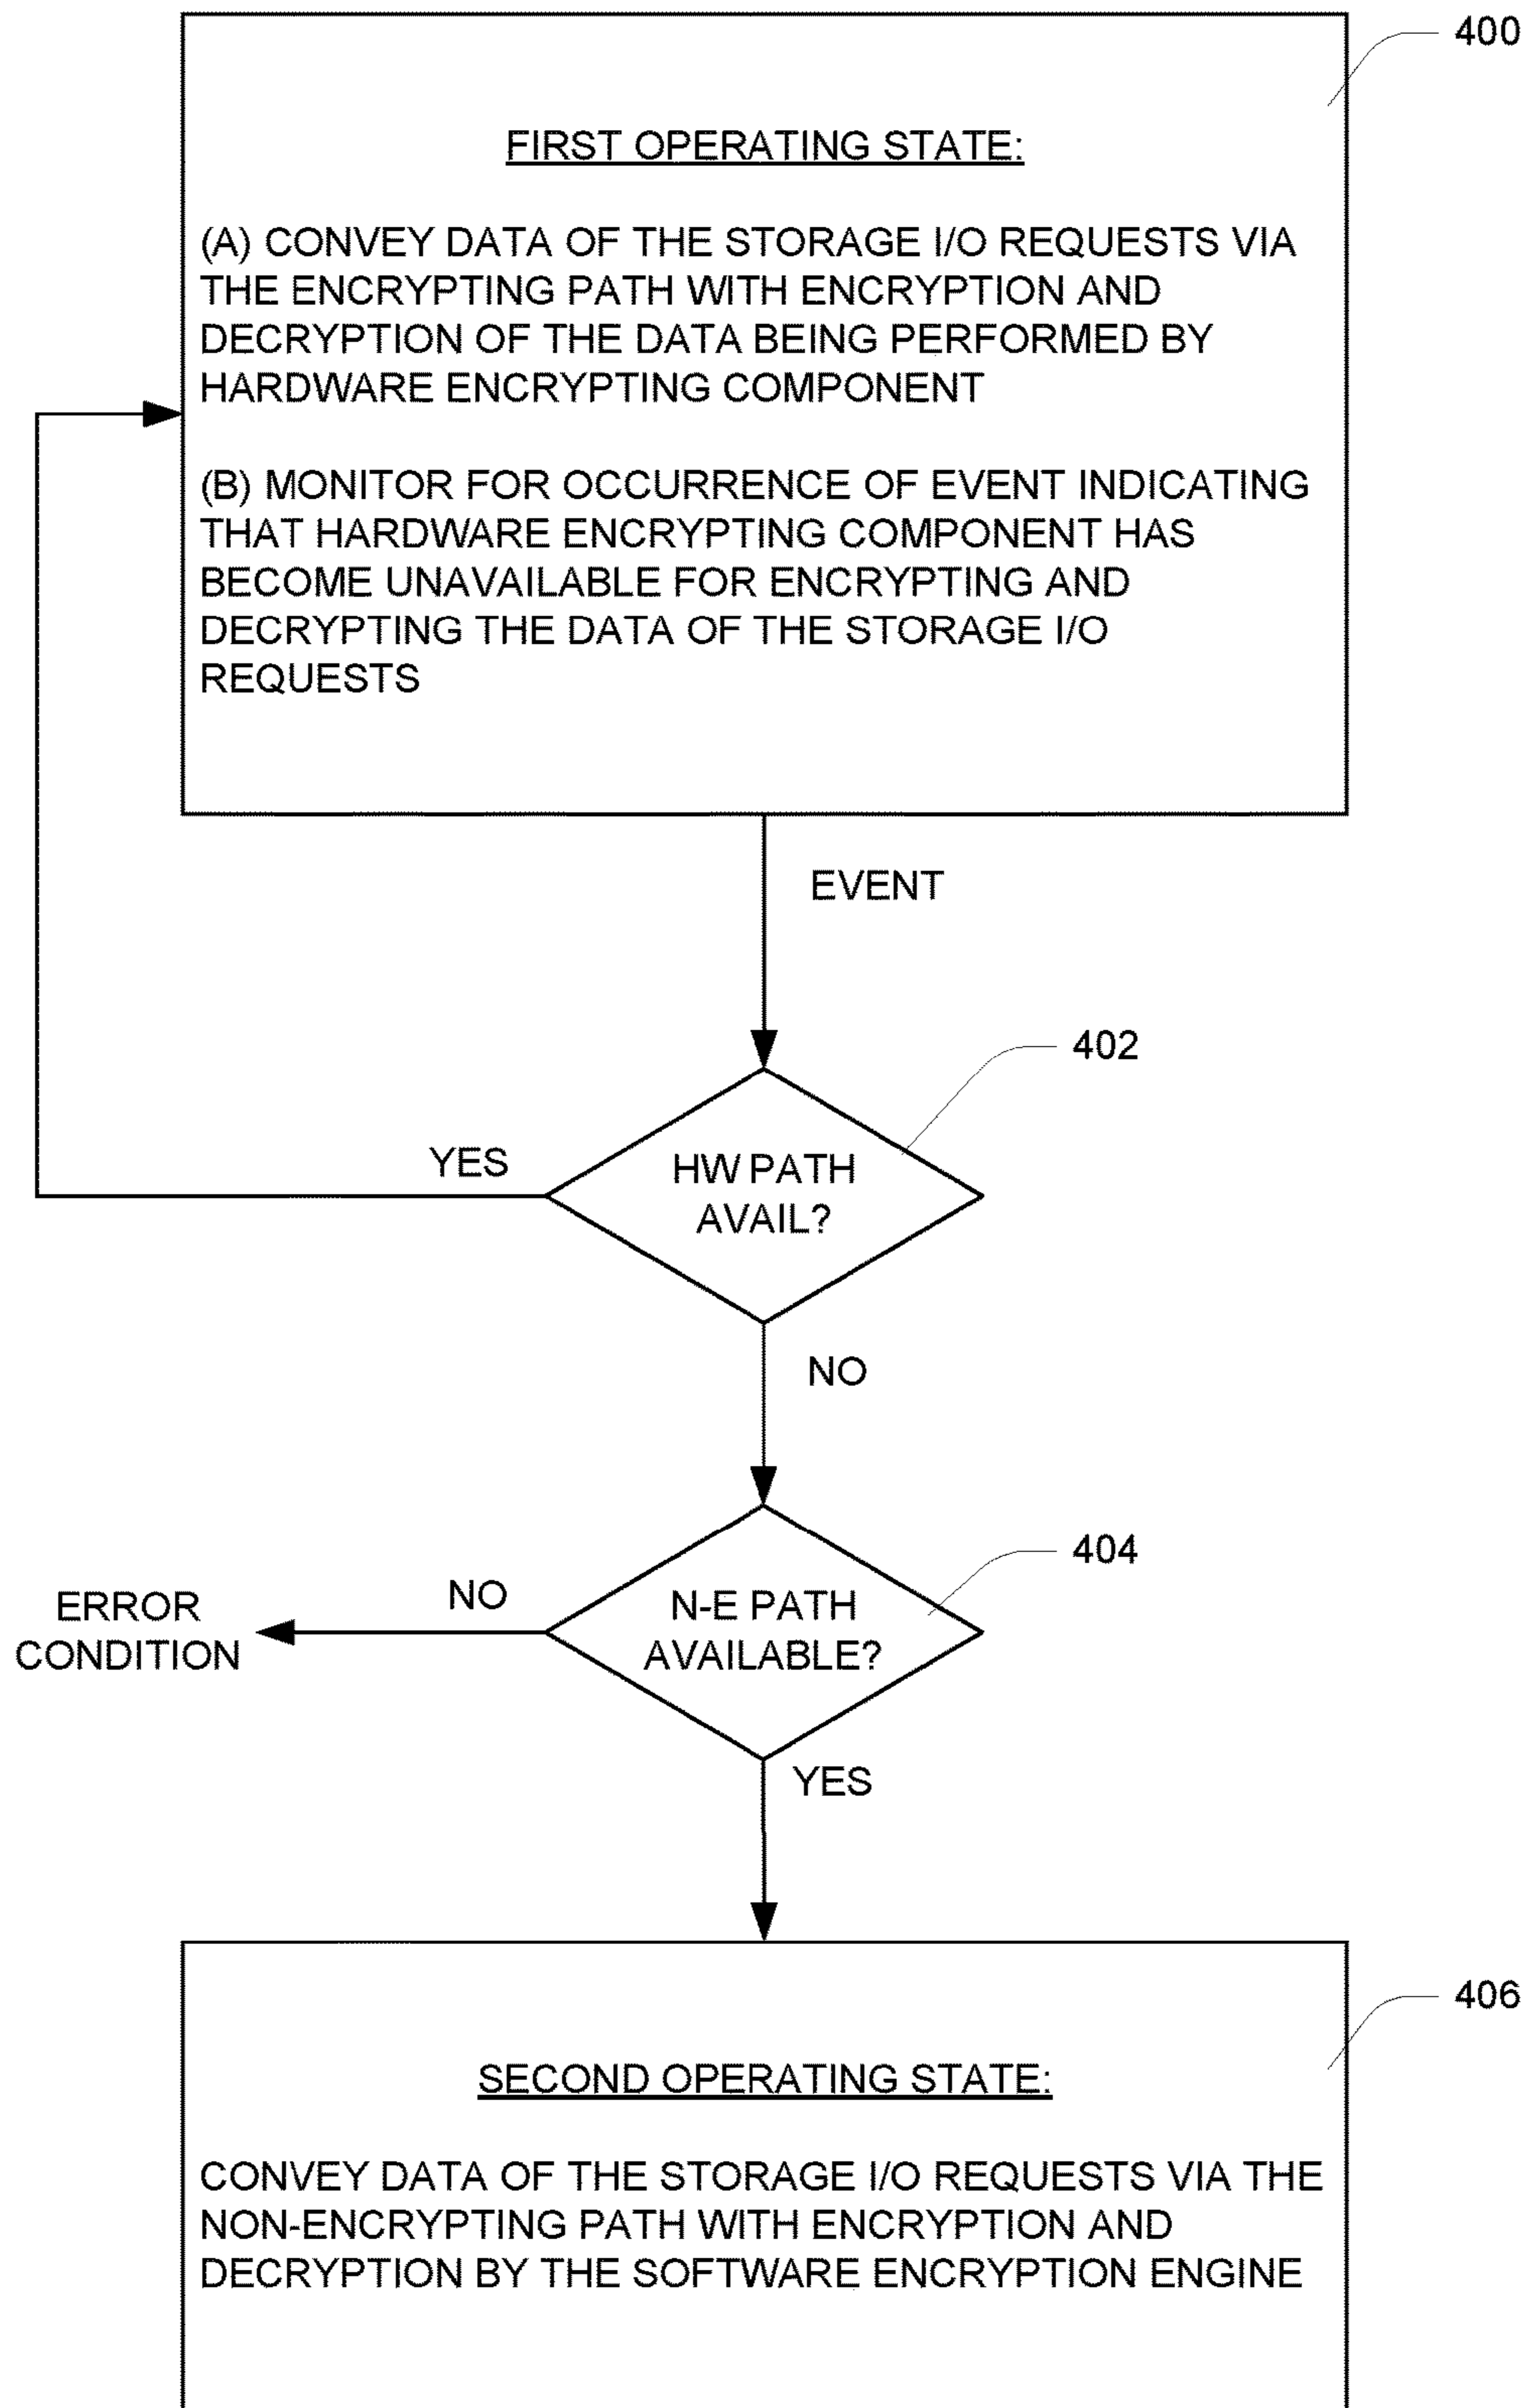 400
FIRST OPERATING STATE:
(A) CONVEY DATA OF THE STORAGE I/O REQUESTS VIA
THE ENCRYPTING PATH WITH ENCRYPTION AND
DECRYPTION OF THE DATA BEING PERFORMED BY
HARDWARE ENCRYPTING COMPONENT
(B) MONITOR FOR OCCURRENCE OF EVENT INDICATING
THAT HARDWARE ENCRYPTING COMPONENT HAS
BECOME UNAVAILABLE FOR ENCRYPTING AND
DECRYPTING THE DATA OF THE STORAGE I/O
REQUESTS
EVENT
402
YES
HW PATH
AVAIL?
NO
404
NO
N-E PATH
AVAILABLE?
ERROR
CONDITION
YES
406
SECOND OPERATING STATE:
CONVEY DATA OF THE STORAGE I/O REQUESTS VIA THE
NON-ENCRYPTING PATH WITH ENCRYPTION AND
DECRYPTION BY THE SOFTWARE ENCRYPTION ENGINE